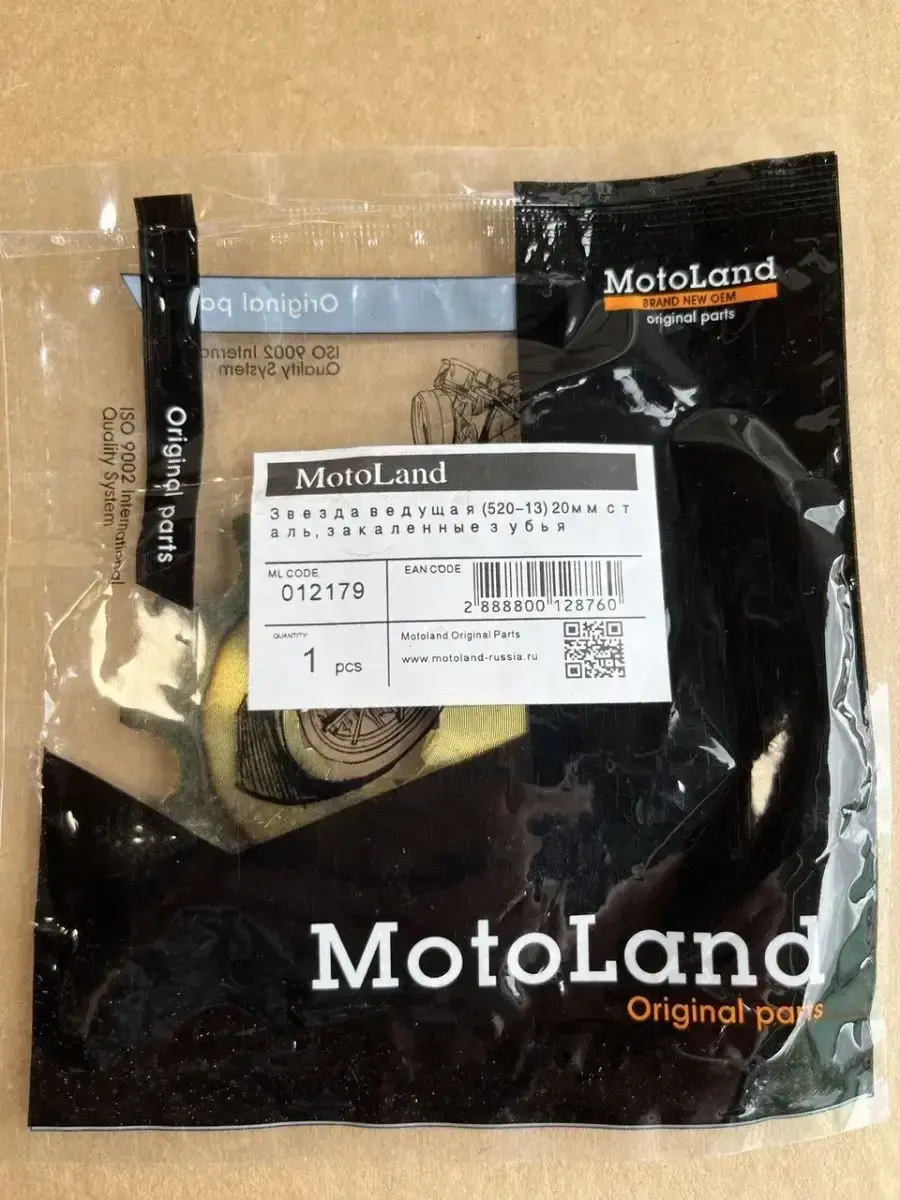 MotoLand
BRAND NEW OEM
original parts
Original pa
ISO 9002 Interna
Quality System
Original parts
ISO 9002 International
Quality System
MotoLand
Звезда ведущая (520-13) 20мм ст
аль, закаленные зубья
ML CODE
012179
EAN CODE
2 888800 128760
QUANTITY
1 pcs
Motoland Original Parts
www.motoland-russia.ru
MotoLand
Original parts